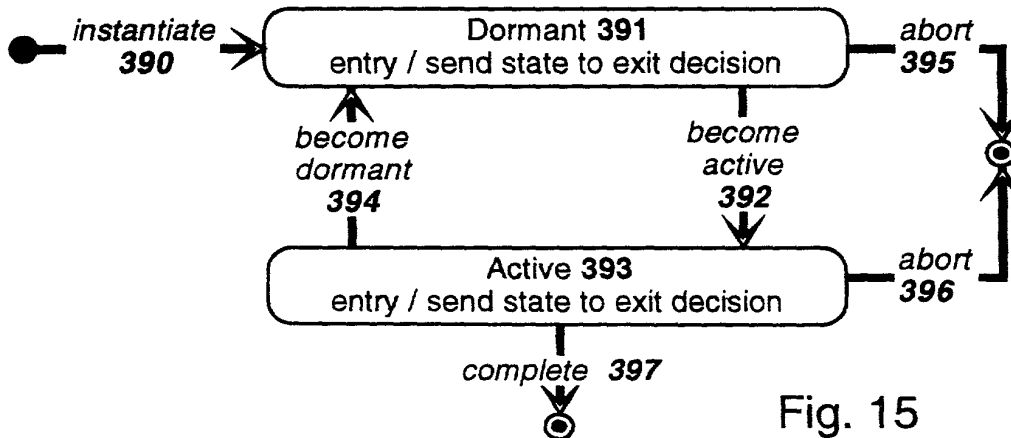 instantiate
390
Dormant 391
entry / send state to exit decision
abort
395
become
dormant
394
become
active
392
Active 393
entry / send state to exit decision
abort
396
complete 397
Fig. 15